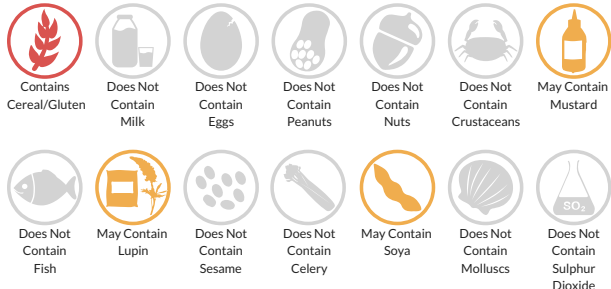 Contains Cereal/Gluten
Does Not Contain Milk
Does Not Contain Eggs
Does Not Contain Peanuts
Does Not Contain Nuts
Does Not Contain Crustaceans
May Contain Mustard
SO₂
Does Not Contain Fish
May Contain Lupin
Does Not Contain Sesame
Does Not Contain Celery
May Contain Soya
Does Not Contain Molluscs
Does Not Contain Sulphur Dioxide